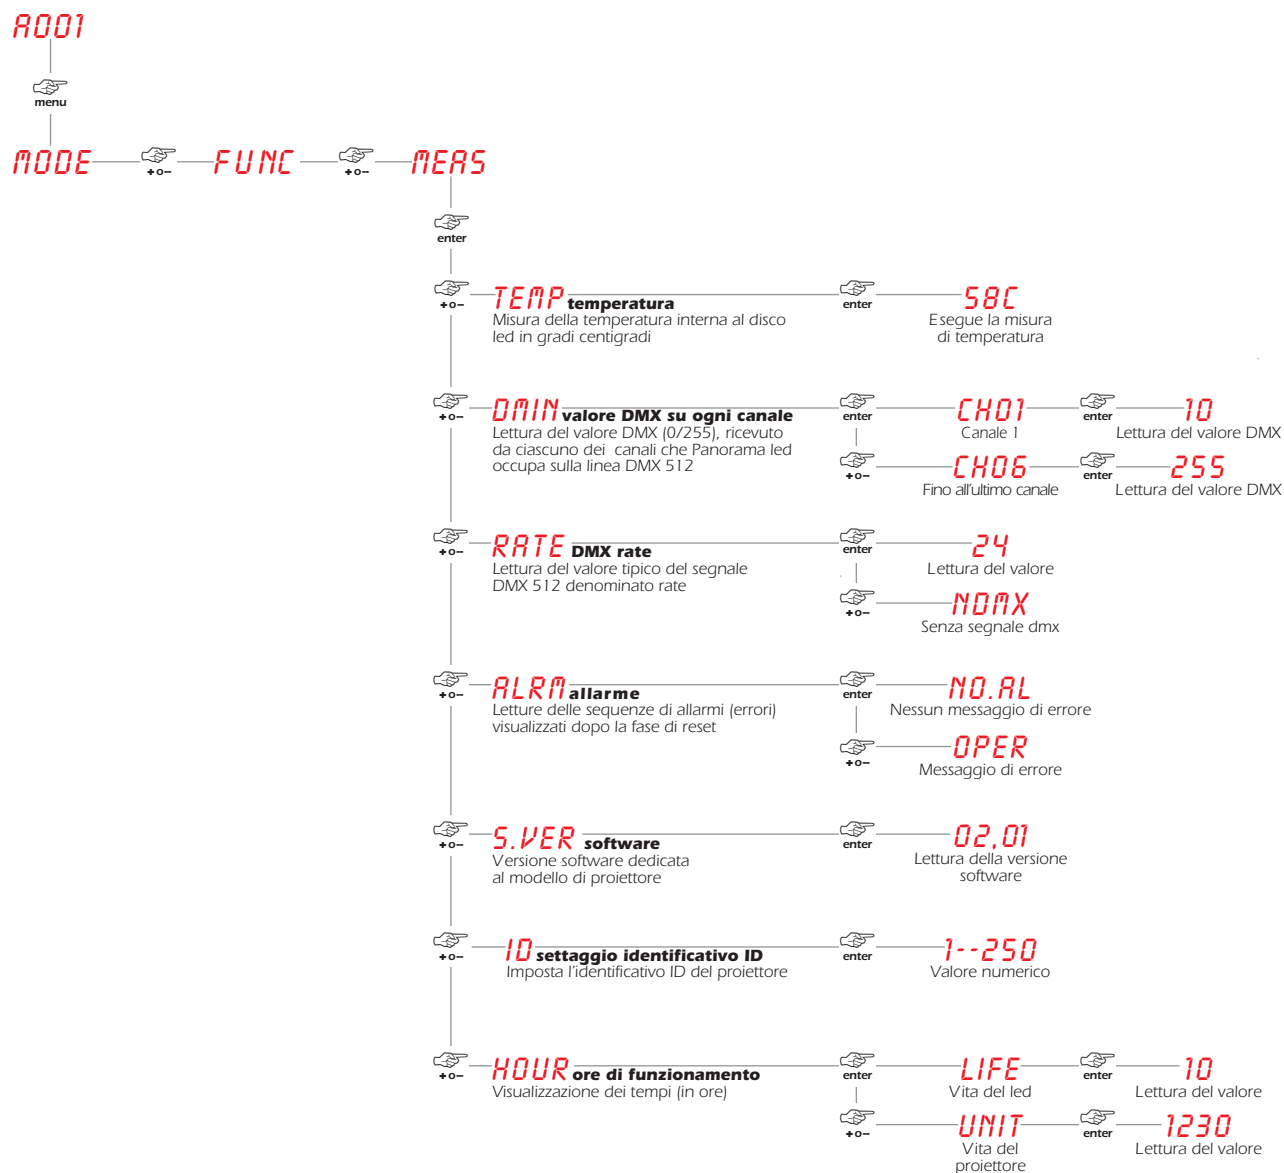 A001
menu
MODE +o- FUNC +o- MEAS
enter
+o- TEMP temperatura enter 58C
Misura della temperatura interna al disco
led in gradi centigradi
Esegue la misura
di temperatura
+o- DMIN valore DMX su ogni canale enter CH01 enter 10
Lettura del valore DMX (0/255), ricevuto
da ciascuno dei canali che Panorama led
occupa sulla linea DMX 512
Canale 1
Lettura del valore DMX
+o- CH06 enter 255
Fino all'ultimo canale
Lettura del valore DMX
+o- RATE DMX rate enter 24
Lettura del valore tipico del segnale
DMX 512 denominato rate
Lettura del valore
+o- NDMX
Senza segnale dmx
+o- ALRM allarme enter NO.AL
Letture delle sequenze di allarmi (errori)
visualizzati dopo la fase di reset
Nessun messaggio di errore
+o- OPER
Messaggio di errore
+o- S.VER software enter 02,01
Versione software dedicata
al modello di proiettore
Lettura della versione
software
+o- ID settaggio identificativo ID enter 1--250
Imposta l'identificativo ID del proiettore
Valore numerico
+o- HOUR ore di funzionamento enter LIFE enter 10
Visualizzazione dei tempi (in ore)
Vita del led
Lettura del valore
+o- UNIT enter 1230
Vita del
proiettore
Lettura del valore